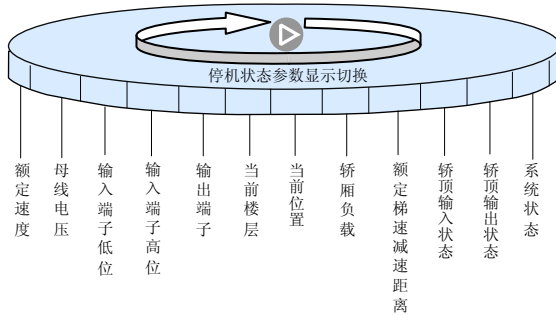 停机状态参数显示切换
额定速度
母线电压
输入端子低位
输入端子高位
输出端子
当前楼层
当前位置
轿厢负载
额定梯速减速距离
轿顶输入状态
轿顶输出状态
系统状态